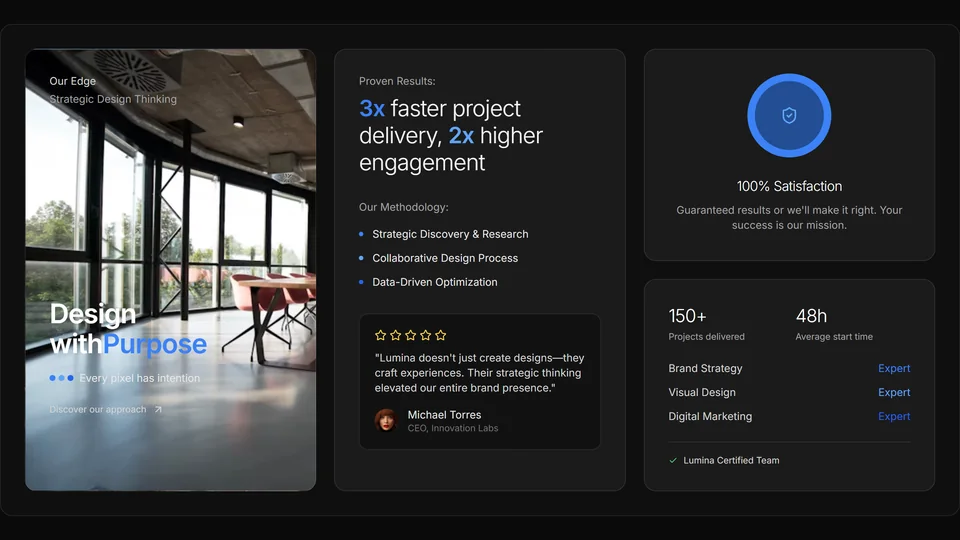 Our Edge
Strategic Design Thinking
Design
withPurpose
Every pixel has intention
Discover our approach
Proven Results:
3x faster project
delivery, 2x higher
engagement
Our Methodology:
Strategic Discovery & Research
Collaborative Design Process
Data-Driven Optimization
"Lumina doesn't just create designs—they
craft experiences. Their strategic thinking
elevated our entire brand presence."
Michael Torres
CEO, Innovation Labs
100% Satisfaction
Guaranteed results or we'll make it right. Your
success is our mission.
150+
Projects delivered
48h
Average start time
Brand Strategy Expert
Visual Design Expert
Digital Marketing Expert
Lumina Certified Team